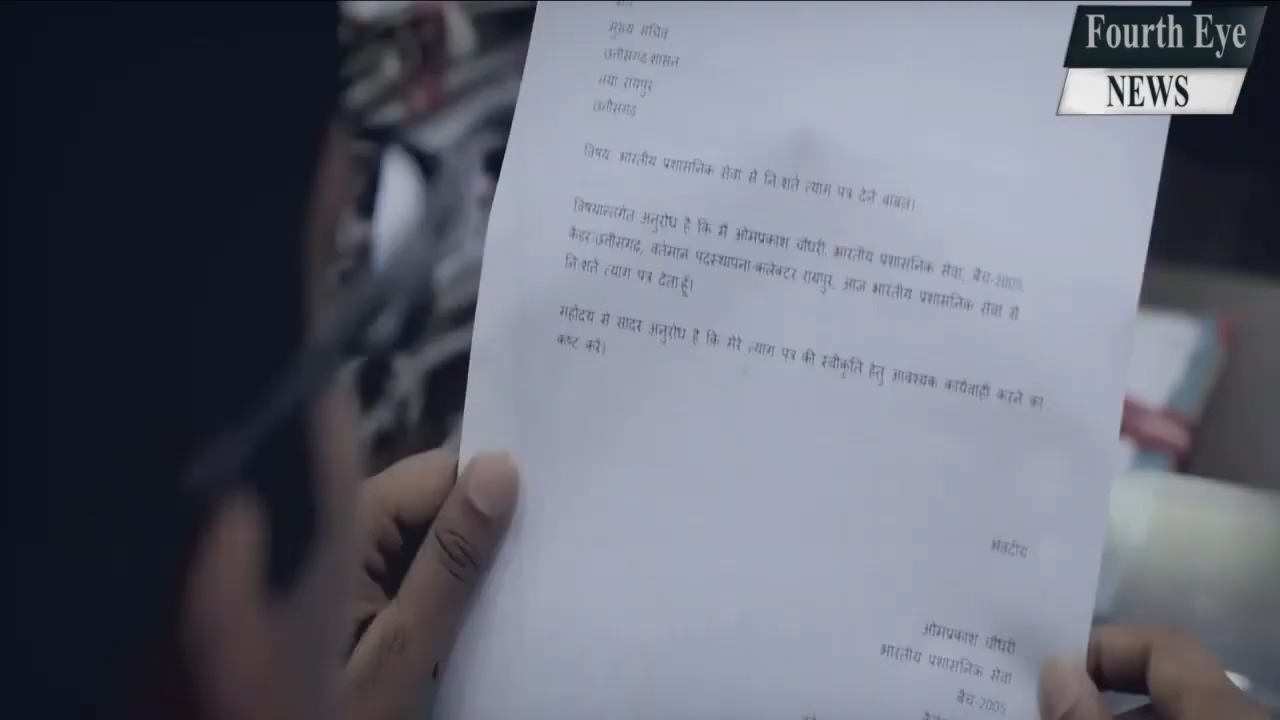 Fourth Eye
NEWS
मुख्य सचिव
छत्तीसगढ़ शासन
नया रायपुर
छत्तीसगढ़
विषय: भारतीय प्रशासनिक सेवा से नि:शर्त त्याग पत्र देने बाबत।
विषयान्तर्गत अनुरोध है कि मैं ओमप्रकाश चौधरी, भारतीय प्रशासनिक सेवा, बैच-2005,
कैडर-छत्तीसगढ़, वर्तमान पदस्थापना-कलेक्टर रायपुर, आज भारतीय प्रशासनिक सेवा से
नि:शर्त त्याग पत्र देता हूँ।
महोदय से सादर अनुरोध है कि मेरे त्याग पत्र की स्वीकृति हेतु आवश्यक कार्यवाही करने का
कष्ट करें।
भवदीय
ओमप्रकाश चौधरी
भारतीय प्रशासनिक सेवा
बैच-2005